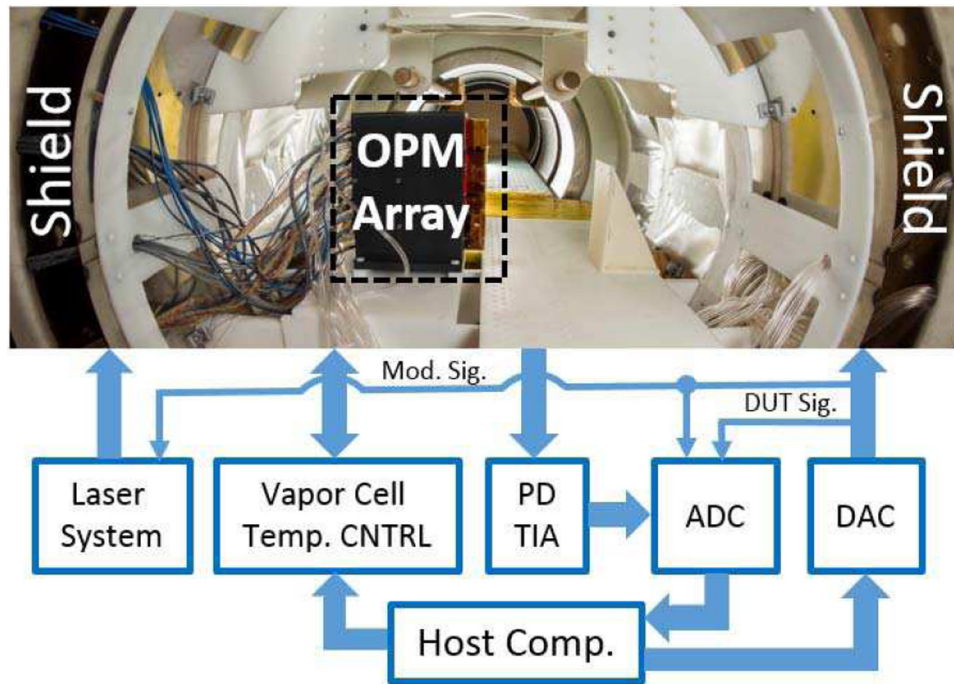 Shield
OPM
Array
Shield
Mod. Sig.
DUT Sig.
Laser
System
Vapor Cell
Temp. CNTRL
PD
TIA
ADC
DAC
Host Comp.